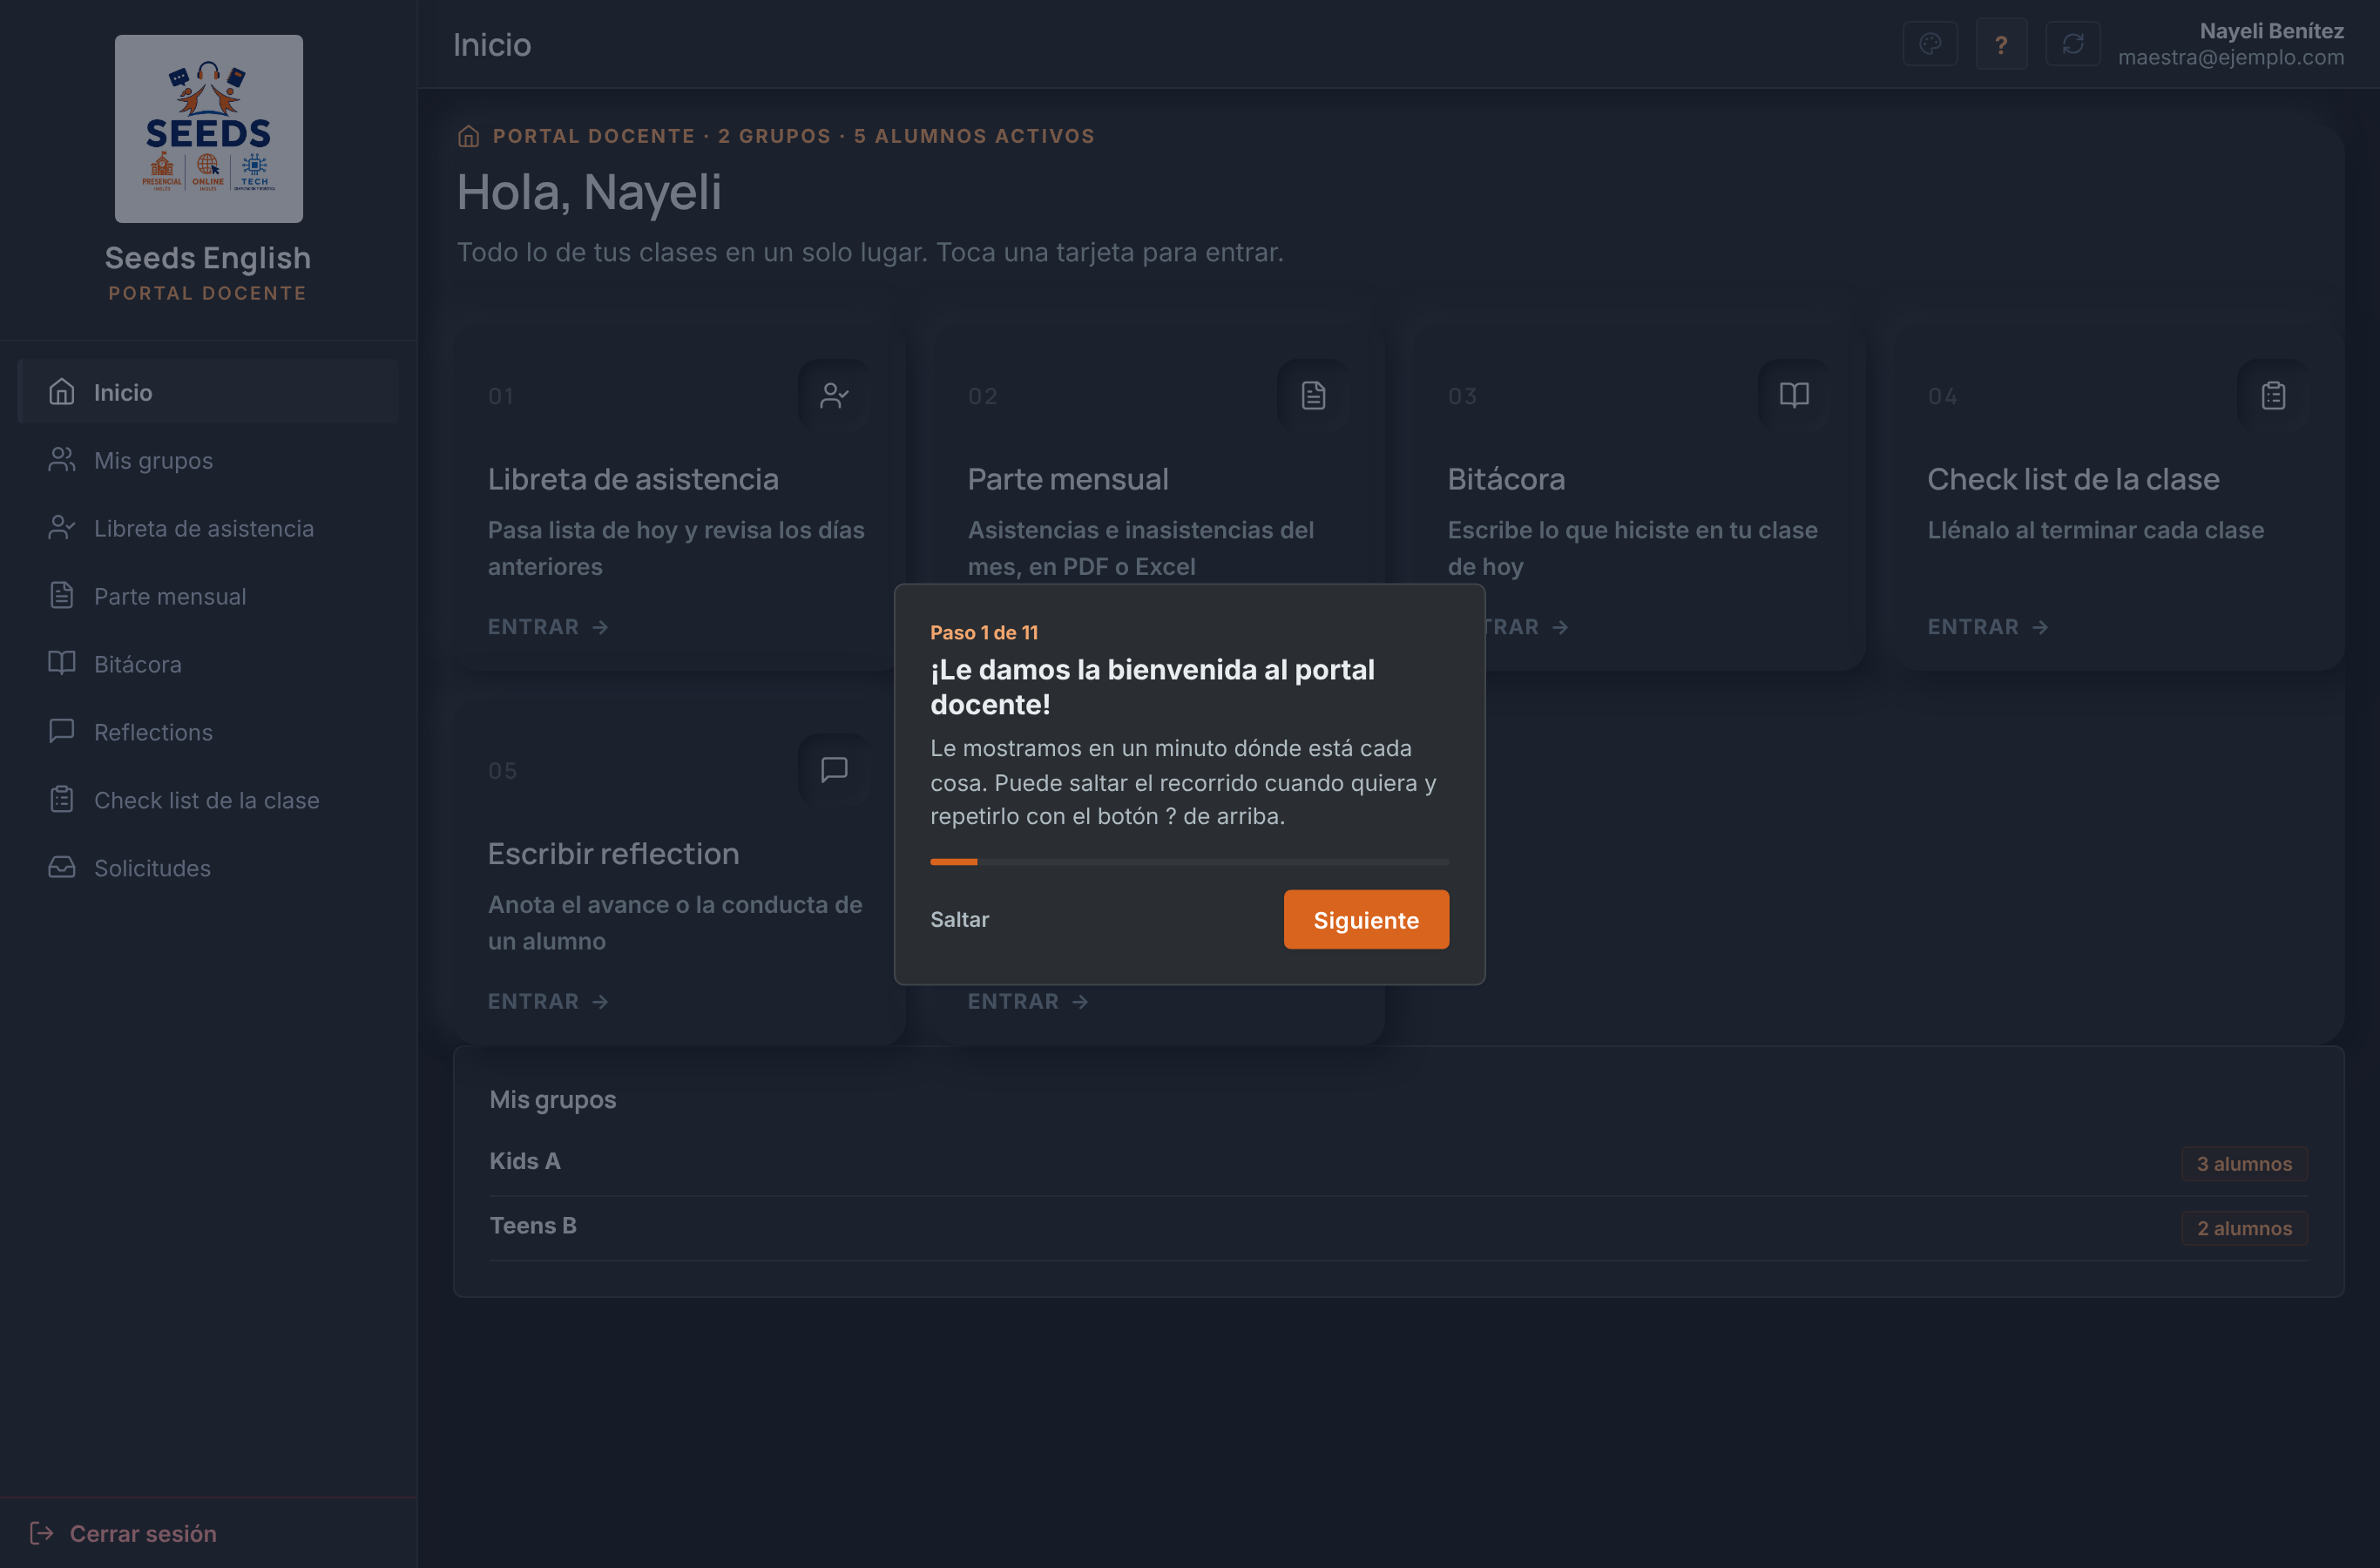 SEEDS
PRESENCIAL
INGLÉS
ONLINE
INGLÉS
TECH
Seeds English
PORTAL DOCENTE
Inicio
Mis grupos
Libreta de asistencia
Parte mensual
Bitácora
Reflections
Check list de la clase
Solicitudes
Cerrar sesión
Inicio
?
Nayeli Benítez
maestra@ejemplo.com
PORTAL DOCENTE · 2 GRUPOS · 5 ALUMNOS ACTIVOS
Hola, Nayeli
Todo lo de tus clases en un solo lugar. Toca una tarjeta para entrar.
01
Libreta de asistencia
Pasa lista de hoy y revisa los días
anteriores
ENTRAR →
02
Parte mensual
Asistencias e inasistencias del
mes, en PDF o Excel
03
Bitácora
Escribe lo que hiciste en tu clase
de hoy
TRAR →
04
Check list de la clase
Llénalo al terminar cada clase
ENTRAR →
05
Escribir reflection
Anota el avance o la conducta de
un alumno
ENTRAR →
ENTRAR →
Paso 1 de 11
¡Le damos la bienvenida al portal
docente!
Le mostramos en un minuto dónde está cada
cosa. Puede saltar el recorrido cuando quiera y
repetirlo con el botón ? de arriba.
Saltar
Siguiente
Mis grupos
Kids A
3 alumnos
Teens B
2 alumnos